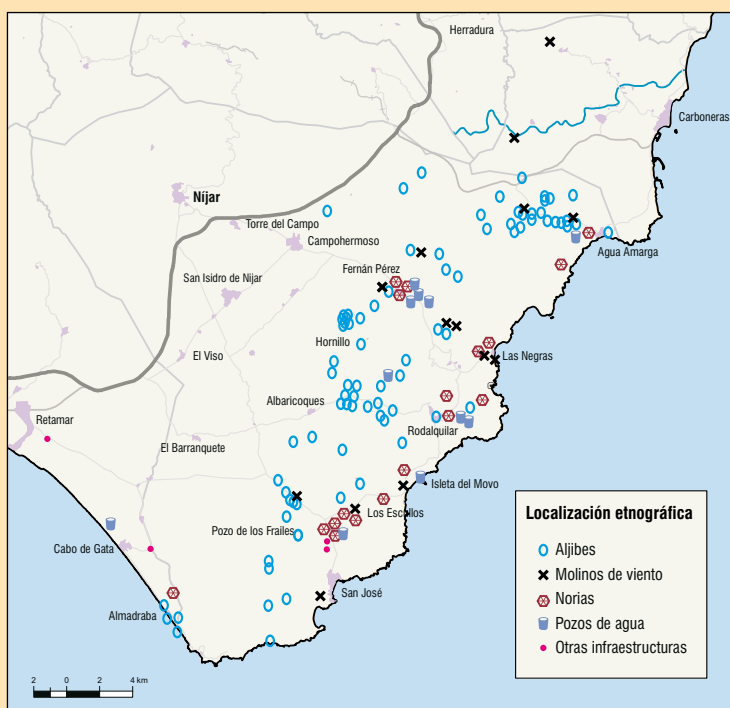 Herradura
Carboneras
Níjar
Torre del Campo
Campohermoso
Agua Amarga
Fernán Pérez
San Isidro de Níjar
Hornillo
El Viso
Las Negras
Albaricoques
Retamar
Rodalquilar
El Barranquete
Isleta del Movo
Los Escullos
Pozo de los Frailes
Cabo de Gata
San José
Almadraba
Localización etnográfica
Aljibes
Molinos de viento
Norias
Pozos de agua
Otras infraestructuras
2 0 2 4 km